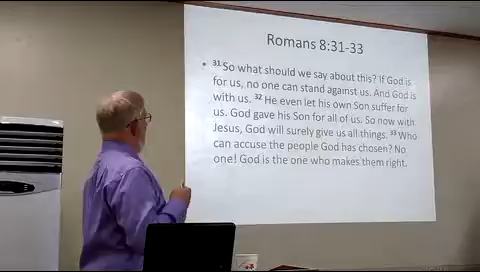 Romans 8:31-33
• 31 So what should we say about this? If God is
for us, no one can stand against us. And God is
with us. 32 He even let his own Son suffer for
us. God gave his Son for all of us. So now with
Jesus, God will surely give us all things. 33 Who
can accuse the people God has chosen? No
one! God is the one who makes them right.